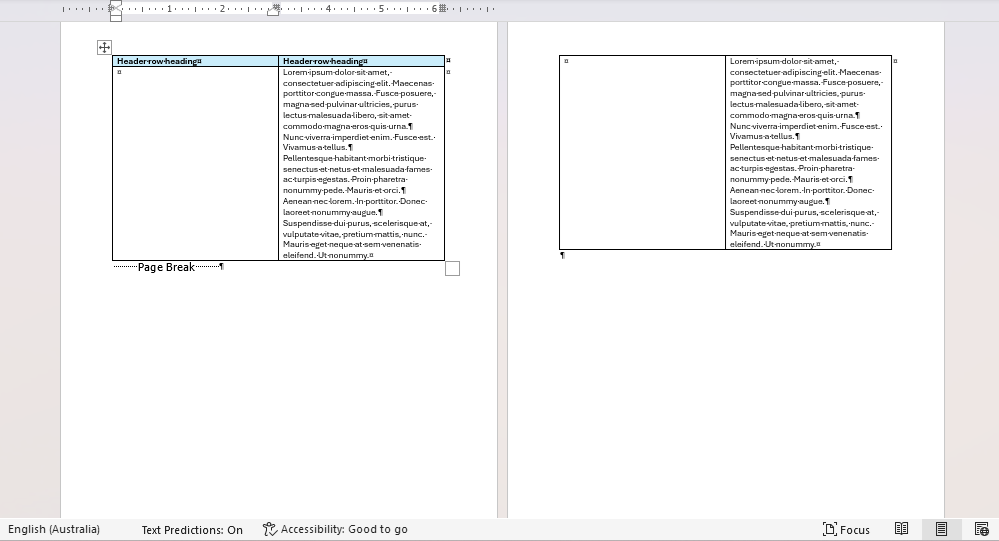 1 2 4 5 6
Header·row·heading¤ Header·row·heading¤ ¤
¤ Lorem·ipsum·dolor·sit·amet,· ¤
consectetuer·adipiscing·elit.·Maecenas·
porttitor·congue·massa.·Fusce·posuere,·
magna·sed·pulvinar·ultricies,·purus·
lectus·malesuada·libero,·sit·amet·
commodo·magna·eros·quis·urna.¶
Nunc·viverra·imperdiet·enim.·Fusce·est.·
Vivamus·a·tellus.¶
Pellentesque·habitant·morbi·tristique·
senectus·et·netus·et·malesuada·fames·
ac·turpis·egestas.·Proin·pharetra·
nonummy·pede.·Mauris·et·orci.¶
Aenean·nec·lorem.·In·porttitor.·Donec·
laoreet·nonummy·augue.¶
Suspendisse·dui·purus,·scelerisque·at,·
vulputate·vitae,·pretium·mattis,·nunc.·
Mauris·eget·neque·at·sem·venenatis·
eleifend.·Ut·nonummy.¤
Page Break¶
¤ Lorem·ipsum·dolor·sit·amet,· ¤
consectetuer·adipiscing·elit.·Maecenas·
porttitor·congue·massa.·Fusce·posuere,·
magna·sed·pulvinar·ultricies,·purus·
lectus·malesuada·libero,·sit·amet·
commodo·magna·eros·quis·urna.¶
Nunc·viverra·imperdiet·enim.·Fusce·est.·
Vivamus·a·tellus.¶
Pellentesque·habitant·morbi·tristique·
senectus·et·netus·et·malesuada·fames·
ac·turpis·egestas.·Proin·pharetra·
nonummy·pede.·Mauris·et·orci.¶
Aenean·nec·lorem.·In·porttitor.·Donec·
laoreet·nonummy·augue.¶
Suspendisse·dui·purus,·scelerisque·at,·
vulputate·vitae,·pretium·mattis,·nunc.·
Mauris·eget·neque·at·sem·venenatis·
eleifend.·Ut·nonummy.¤
¶
English (Australia) Text Predictions: On Accessibility: Good to go Focus